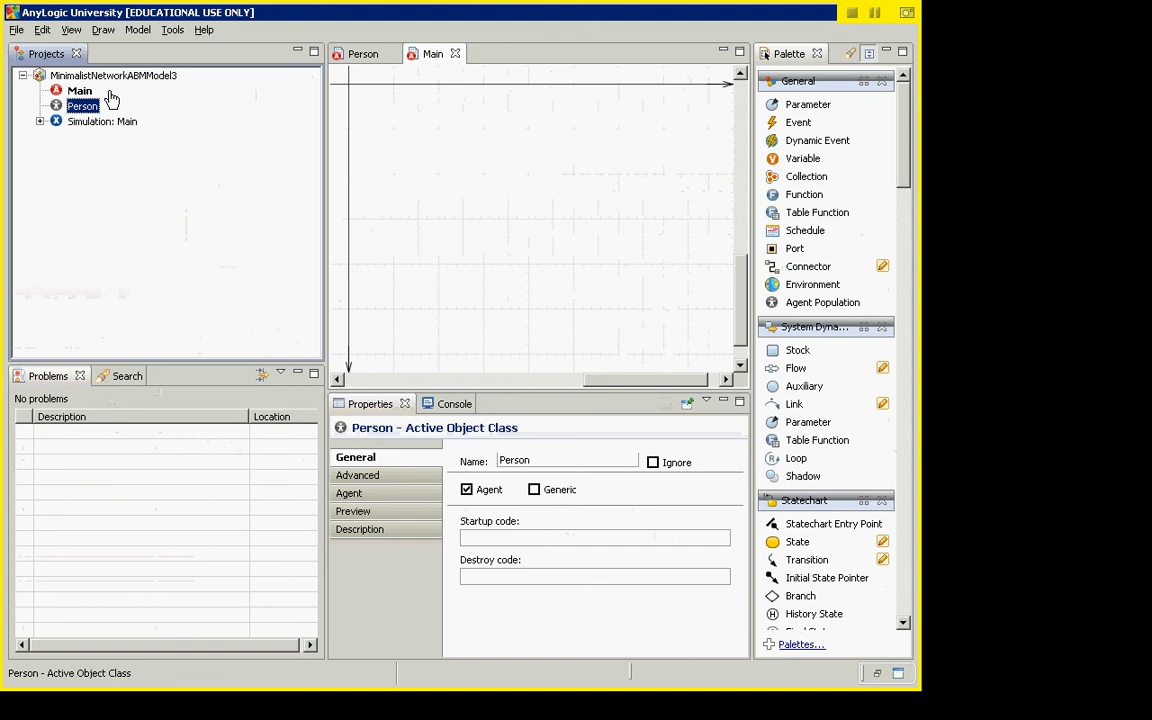 AnyLogic University [EDUCATIONAL USE ONLY]
File Edit View Draw Model Tools Help
Projects
MinimalistNetworkABMModel3
Main
Person
Simulation: Main
Person Main
Palette
General
Parameter
Event
Dynamic Event
Variable
Collection
Function
Table Function
Schedule
Port
Connector
Environment
Agent Population
System Dyna...
Stock
Flow
Auxiliary
Link
Parameter
Table Function
Loop
Shadow
Statechart
Statechart Entry Point
State
Transition
Initial State Pointer
Branch
History State
Palettes...
Problems Search
No problems
Description Location
Properties Console
Person - Active Object Class
General
Advanced
Agent
Preview
Description
Name: Person Ignore
Agent Generic
Startup code:
Destroy code:
Person - Active Object Class